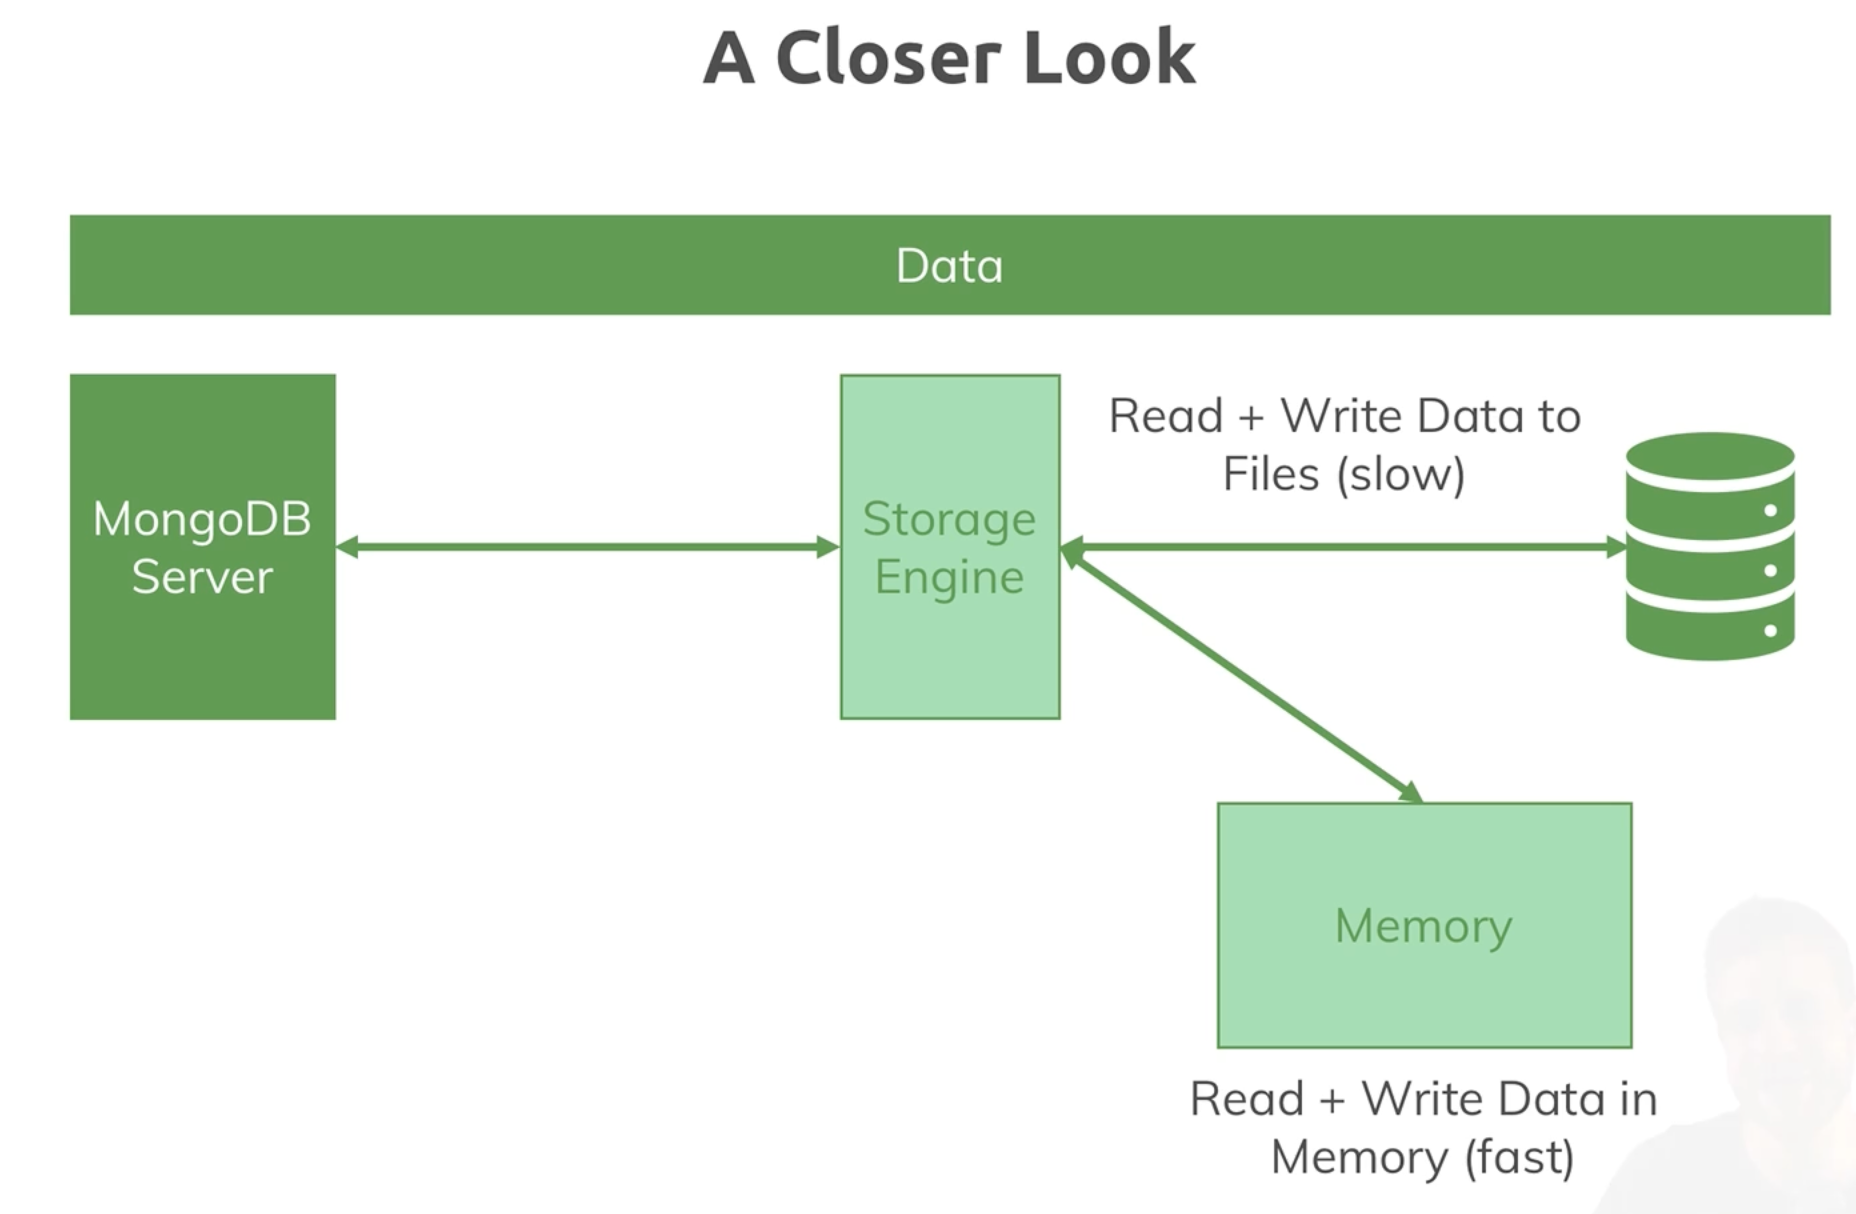 A Closer Look
Data
MongoDB
Server
Storage
Engine
Read + Write Data to
Files (slow)
Memory
Read + Write Data in
Memory (fast)